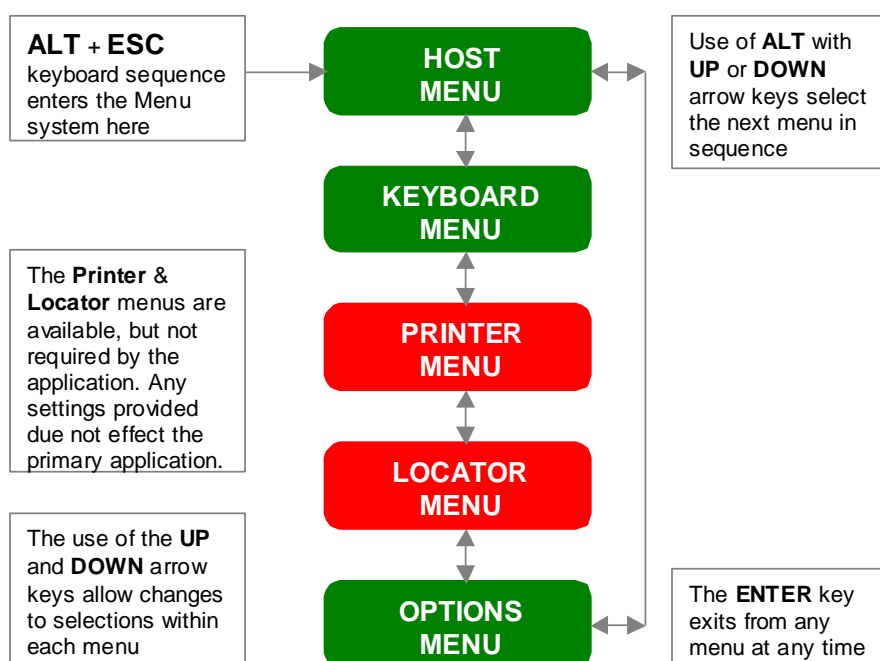 ALT + ESC
keyboard sequence
enters the Menu
system here
HOST
MENU
Use of ALT with
UP or DOWN
arrow keys select
the next menu in
sequence
KEYBOARD
MENU
The Printer &
Locator menus are
available, but not
required by the
application. Any
settings provided
due not effect the
primary application.
PRINTER
MENU
LOCATOR
MENU
The use of the UP
and DOWN arrow
keys allow changes
to selections within
each menu
OPTIONS
MENU
The ENTER key
exits from any
menu at any time